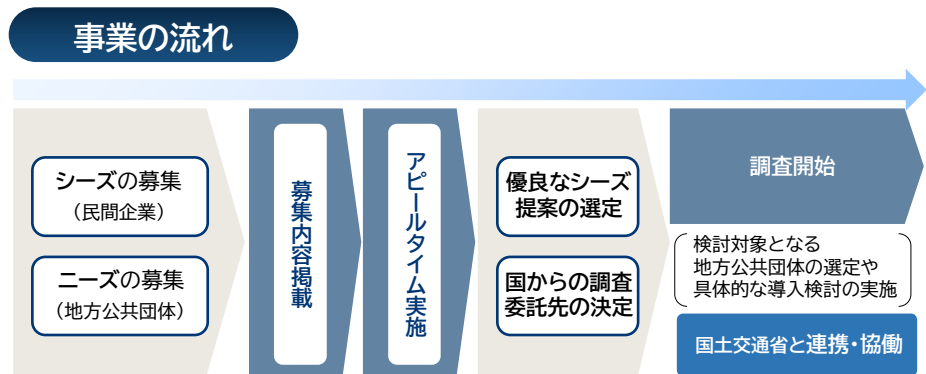 事業の流れ
シーズの募集
（民間企業）
ニーズの募集
（地方公共団体）
募集内容掲載
アピールタイム実施
優良なシーズ
提案の選定
国からの調査
委託先の決定
調査開始
検討対象となる
地方公共団体の選定や
具体的な導入検討の実施
国土交通省と連携・協働